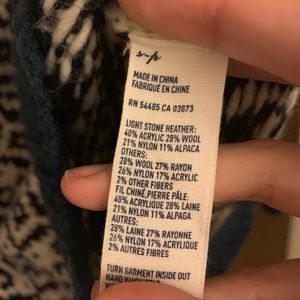 s-p
MADE IN CHINA
FABRIQUÉ EN CHINE
RN 54485 CA 03873
LIGHT STONE HEATHER:
40% ACRYLIC 28% WOOL
21% NYLON 11% ALPACA
OTHERS:
28% WOOL 27% RAYON
26% NYLON 17% ACRYLIC
2% OTHER FIBERS
FIL CHINÉ, PIERRE PÂLE:
40% ACRYLIQUE 28% LAINE
21% NYLON 11% ALPAGA
AUTRES:
28% LAINE 27% RAYONNE
26% NYLON 17% ACRYLIQUE
2% AUTRES FIBRES
TURN GARMENT INSIDE OUT
HAND WASH COLD